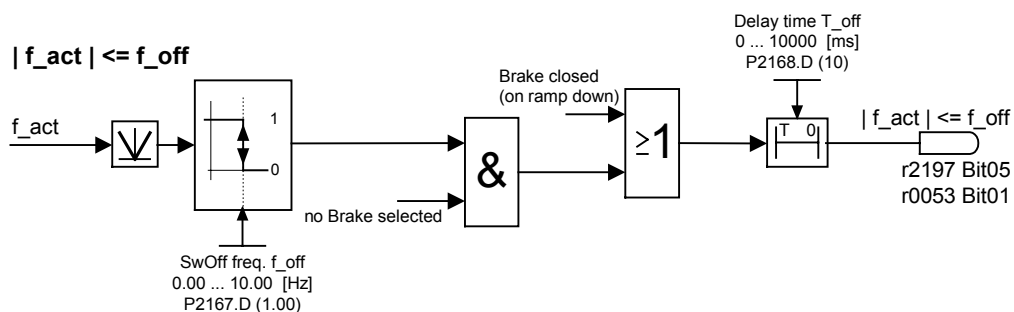 | f_act | <= f_off
Delay time T_off
0 ... 10000 [ms]
P2168.D (10)
Brake closed
(on ramp down)
f_act
1
0
&
≥1
T 0
| f_act | <= f_off
r2197 Bit05
r0053 Bit01
no Brake selected
SwOff freq. f_off
0.00 ... 10.00 [Hz]
P2167.D (1.00)